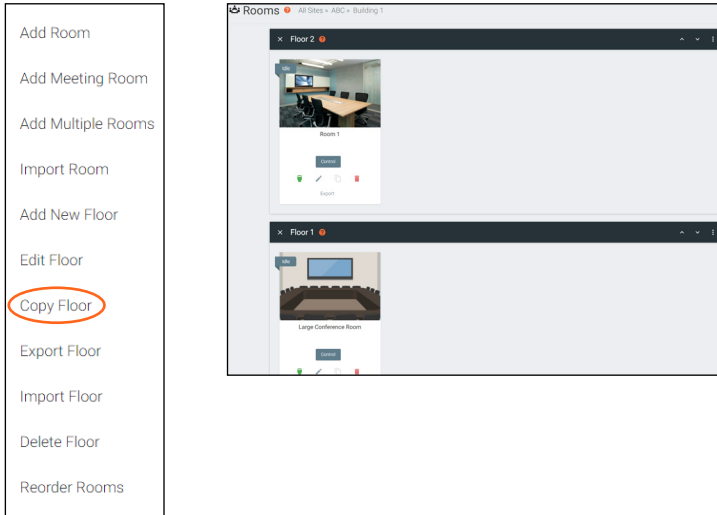 Add Room
Add Meeting Room
Add Multiple Rooms
Import Room
Add New Floor
Edit Floor
Copy Floor
Export Floor
Import Floor
Delete Floor
Reorder Rooms
Rooms ? All Sites » ABC » Building 1
× Floor 2 ?
Idle
Room 1
Control
Export
× Floor 1 ?
Idle
Large Conference Room
Control